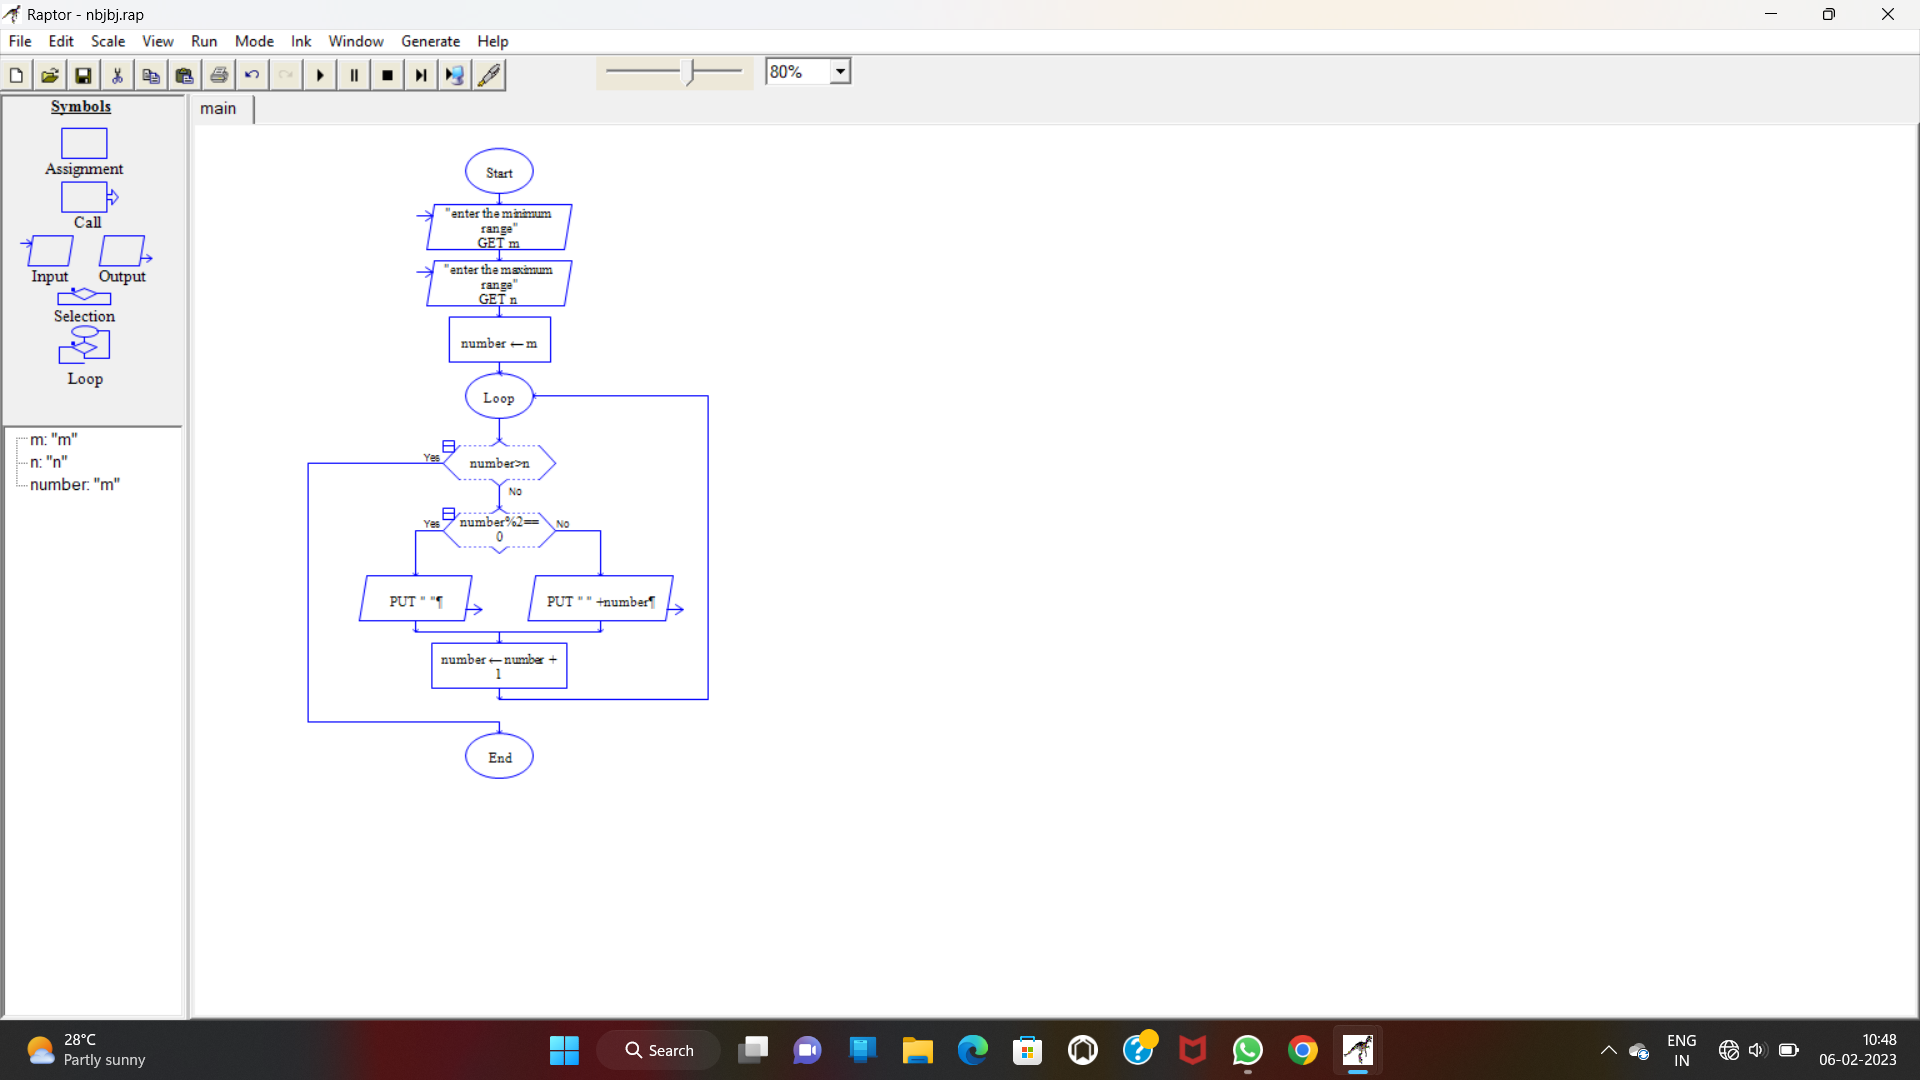 Raptor - nbjbj.rap
File Edit Scale View Run Mode Ink Window Generate Help
80%
Symbols
Assignment
Call
Input Output
Selection
Loop
m: "m"
n: "n"
number: "m"
main
Start
"enter the minimum
range"
GET m
"enter the maximum
range"
GET n
number ← m
Loop
Yes
number>n
No
Yes
number%2==
0
No
PUT " "¶
PUT " " +number¶
number ← number +
1
End
28°C
Partly sunny
Search
ENG
IN
10:48
06-02-2023